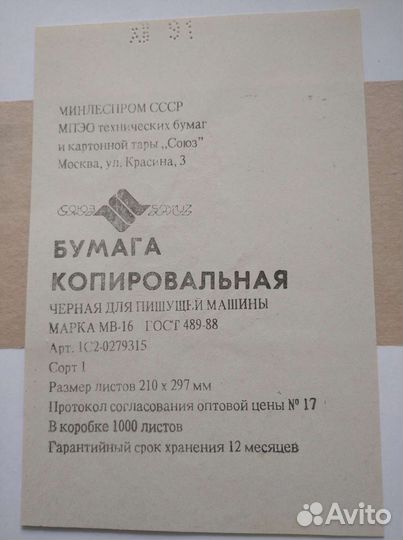 91
МИНЛЕСПРОМ СССР
МПЭО технических бумаг
и картонной тары „Союз"
Москва, ул. Красина, 3
БУМАГА
КОПИРОВАЛЬНАЯ
ЧЕРНАЯ ДЛЯ ПИШУЩЕЙ МАШИНЫ
МАРКА МВ-16 ГОСТ 489-88
Арт. 1С2-0279315
Сорт 1
Размер листов 210 х 297 мм
Протокол согласования оптовой цены № 17
В коробке 1000 листов
Гарантийный срок хранения 12 месяцев
Avito